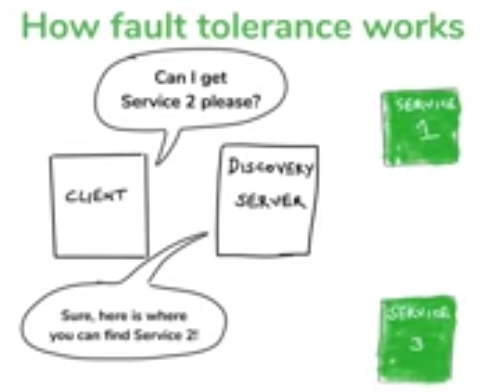 How fault tolerance works
Can I get
Service 2 please?
CLIENT
DISCOVERY
SERVER
SERVICE
1
Sure, here is where
you can find Service 2!
SERVICE
3